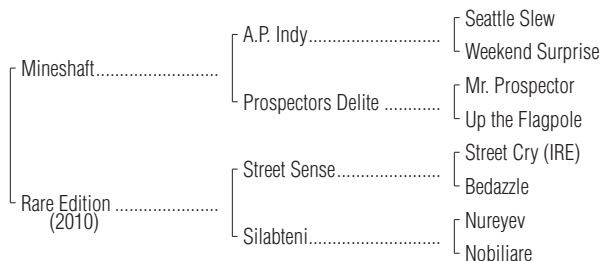 Seattle Slew
A.P. Indy
Weekend Surprise
Mineshaft
Mr. Prospector
Prospectors Delite
Up the Flagpole
Street Cry (IRE)
Street Sense
Bedazzle
Rare Edition
(2010)
Nureyev
Silabteni
Nobiliare